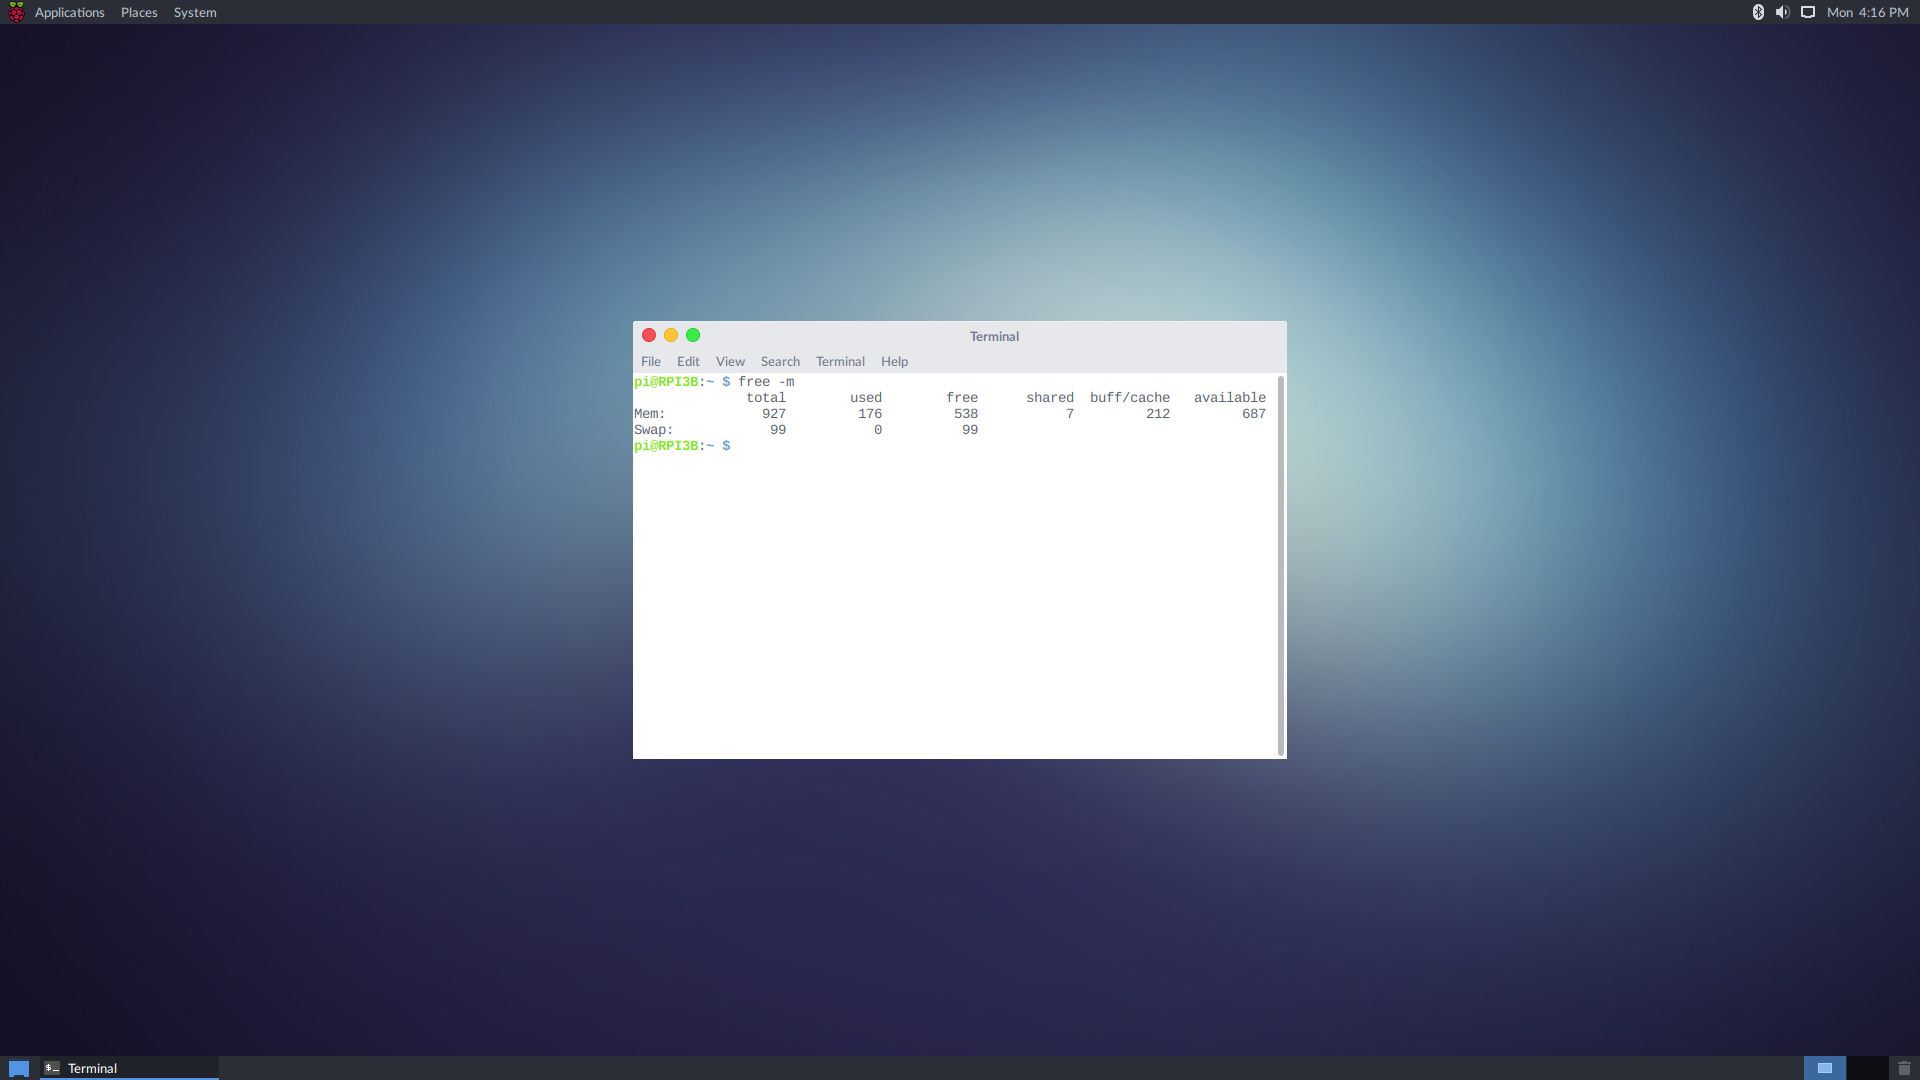 Applications Places System Mon 4:16 PM
Terminal
File Edit View Search Terminal Help
pi@RPI3B:~ $ free -m
              total        used        free      shared  buff/cache   available
Mem:            927         176         538           7         212         687
Swap:            99           0          99
pi@RPI3B:~ $
$_ Terminal